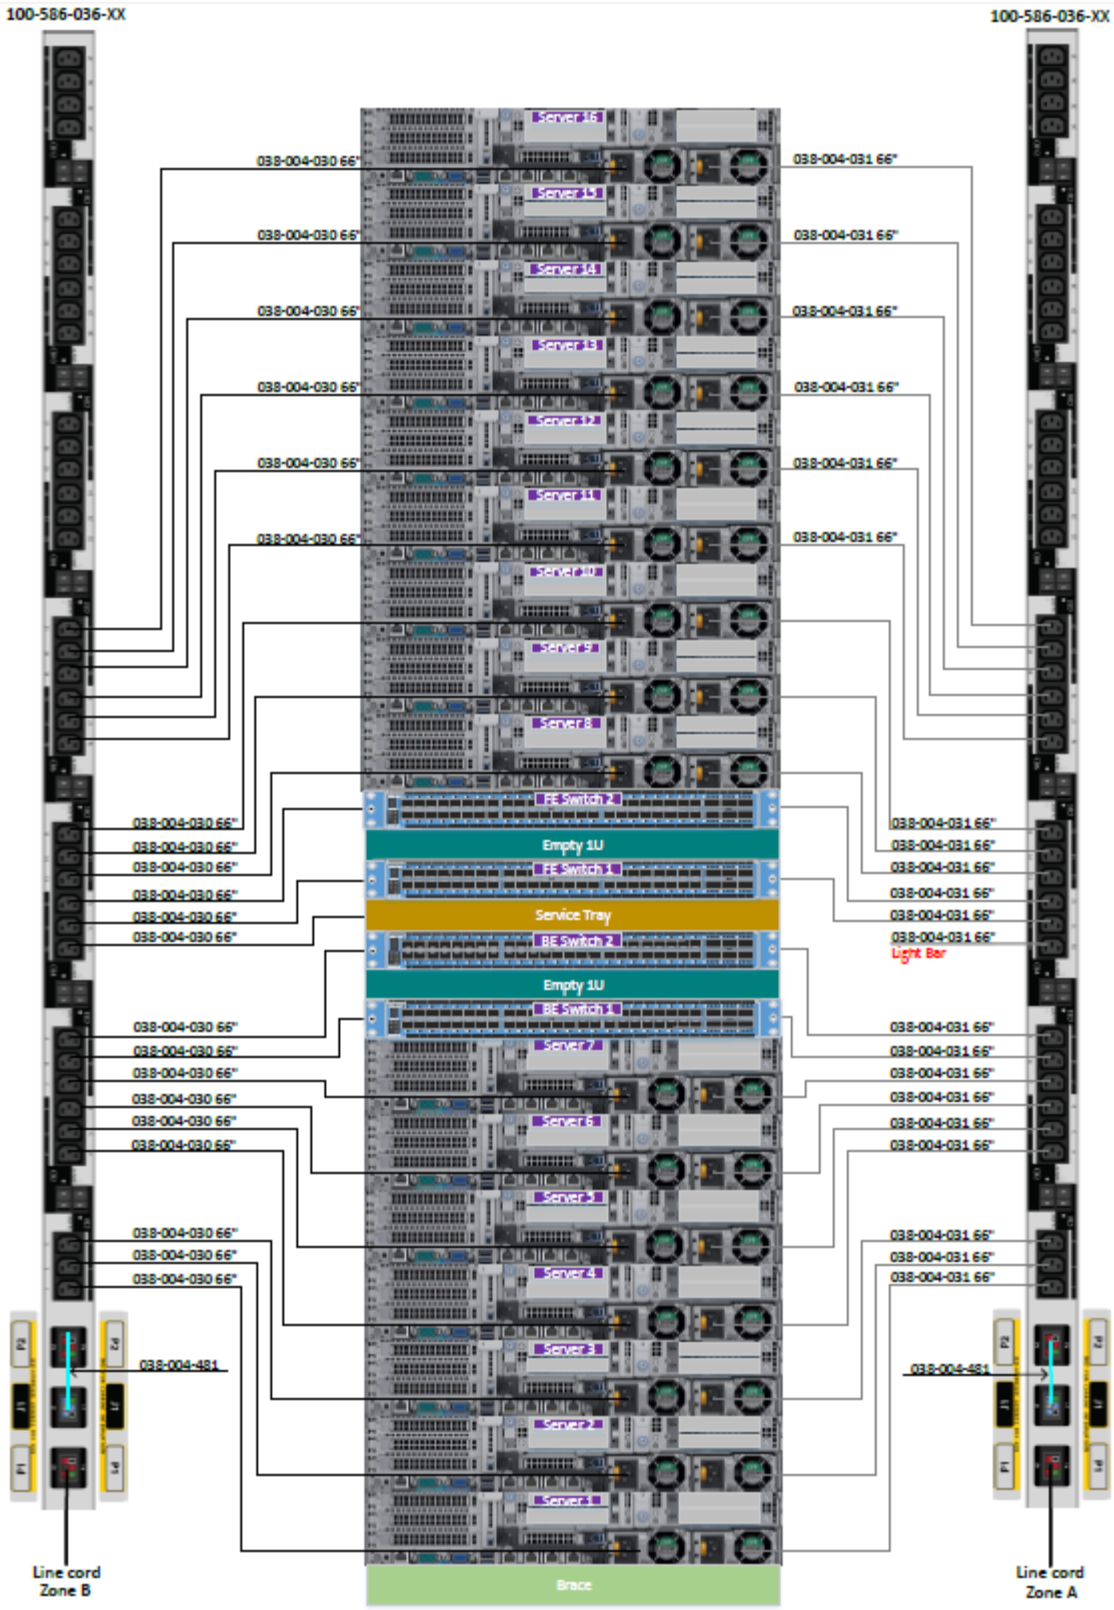 100-586-036-XX
100-586-036-XX
Server 16
038-004-030 66"
038-004-031 66"
Server 15
038-004-030 66"
038-004-031 66"
Server 14
038-004-030 66"
038-004-031 66"
Server 13
038-004-030 66"
038-004-031 66"
Server 12
038-004-030 66"
038-004-031 66"
Server 11
038-004-030 66"
038-004-031 66"
Server 10
Server 9
Server 8
FE Switch 2
038-004-030 66"
038-004-031 66"
Empty 1U
038-004-030 66"
038-004-031 66"
FE Switch 1
038-004-030 66"
038-004-031 66"
038-004-030 66"
038-004-031 66"
Service Tray
038-004-030 66"
038-004-031 66"
BE Switch 2
038-004-030 66"
038-004-031 66"
Light Bar
Empty 1U
BE Switch 1
038-004-030 66"
038-004-031 66"
Server 7
038-004-030 66"
038-004-031 66"
038-004-030 66"
038-004-031 66"
038-004-030 66"
038-004-031 66"
Server 6
038-004-030 66"
038-004-031 66"
038-004-030 66"
038-004-031 66"
Server 5
038-004-030 66"
038-004-031 66"
038-004-030 66"
038-004-031 66"
Server 4
038-004-030 66"
038-004-031 66"
P2
P2
P2
P2
Server 3
038-004-481
038-004-481
Server 2
P1
P1
P1
P1
Server 1
Line cord
Zone B
Line cord
Zone A
Brace